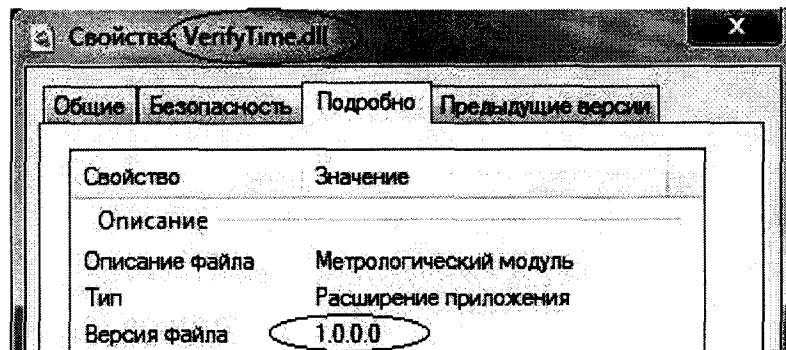 Свойства: VerifyTime.dll
X
Общие Безопасность Подробно Предыдущие версии
Свойство Значение
Описание
Описание файла Метрологический модуль
Тип Расширение приложения
Версия файла 1.0.0.0